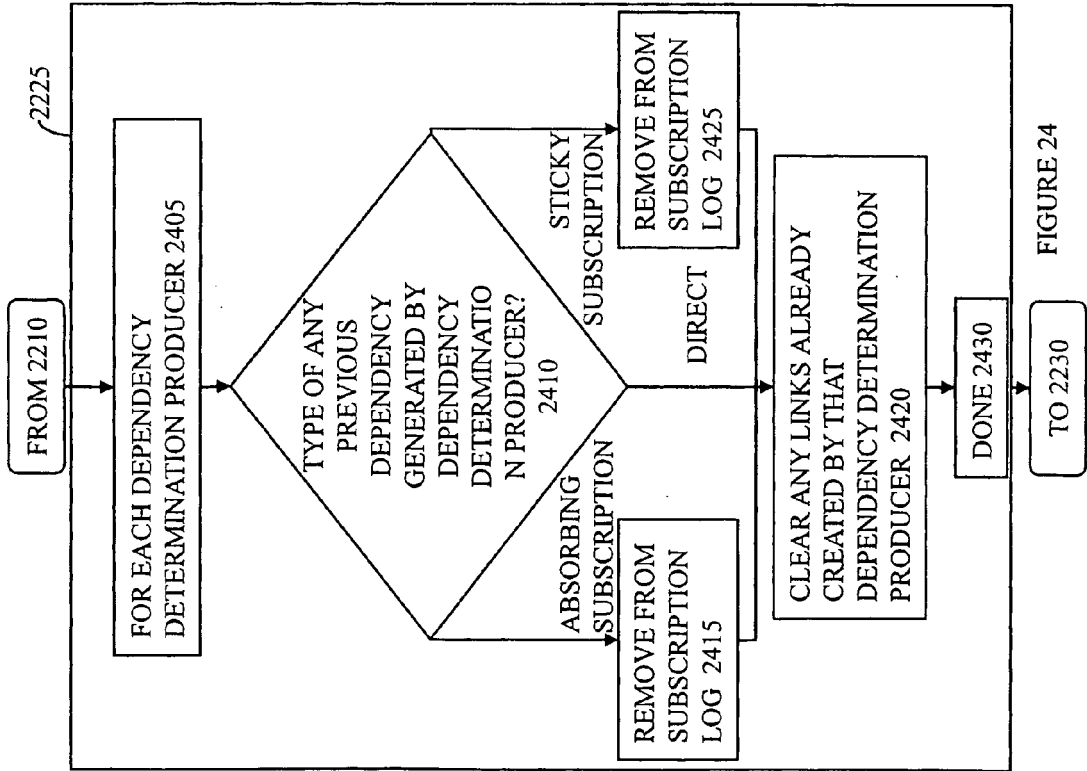 FROM 2210
2225
FOR EACH DEPENDENCY
DETERMINATION PRODUCER 2405
TYPE OF ANY
PREVIOUS
DEPENDENCY
GENERATED BY
DEPENDENCY
DETERMINATIO
N PRODUCER?
2410
ABSORBING
SUBSCRIPTION
STICKY
SUBSCRIPTION
REMOVE FROM
SUBSCRIPTION
LOG 2415
DIRECT
REMOVE FROM
SUBSCRIPTION
LOG 2425
CLEAR ANY LINKS ALREADY
CREATED BY THAT
DEPENDENCY DETERMINATION
PRODUCER 2420
DONE 2430
TO 2230
FIGURE 24